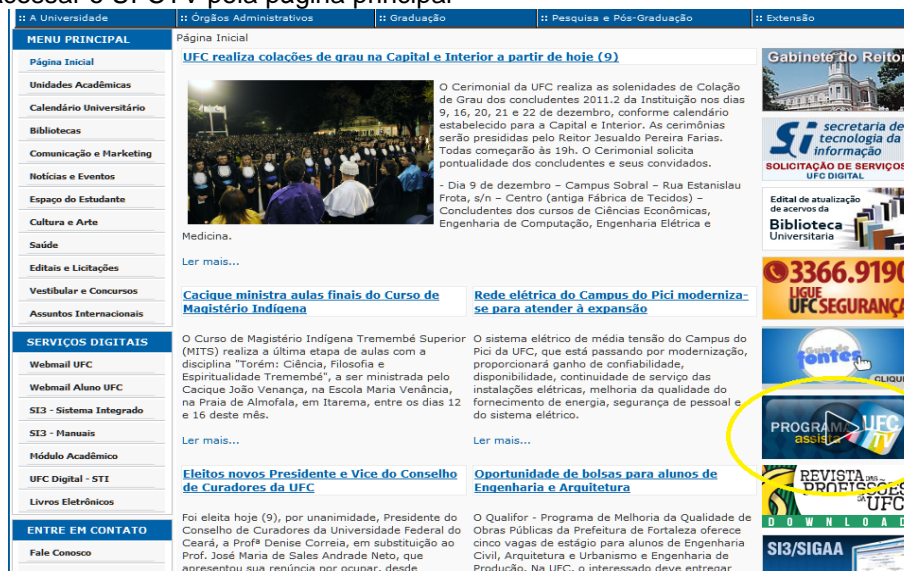 acessar o UFCTV pela página principal
:: A Universidade
:: Órgãos Administrativos
:: Graduação
:: Pesquisa e Pós-Graduação
:: Extensão
MENU PRINCIPAL
Página Inicial
Unidades Acadêmicas
Calendário Universitário
Bibliotecas
Comunicação e Marketing
Notícias e Eventos
Espaço do Estudante
Cultura e Arte
Saúde
Editais e Licitações
Vestibular e Concursos
Assuntos Internacionais
SERVIÇOS DIGITAIS
Webmail UFC
Webmail Aluno UFC
SI3 - Sistema Integrado
SI3 - Manuais
Módulo Acadêmico
UFC Digital - STI
Livros Eletrônicos
ENTRE EM CONTATO
Fale Conosco
Página Inicial
UFC realiza colações de grau na Capital e Interior a partir de hoje (9)
O Cerimonial da UFC realiza as solenidades de Colação
de Grau dos concludentes 2011.2 da Instituição nos dias
9, 16, 20, 21 e 22 de dezembro, conforme calendário
estabelecido para a Capital e Interior. As cerimônias
serão presididas pelo Reitor Jesualdo Pereira Farias.
Todas começarão às 19h. O Cerimonial solicita
pontualidade dos concludentes e seus convidados.
- Dia 9 de dezembro – Campus Sobral – Rua Estanislau
Frota, s/n – Centro (antiga Fábrica de Tecidos) –
Concludentes dos cursos de Ciências Econômicas,
Engenharia de Computação, Engenharia Elétrica e
Medicina.
Ler mais...
Cacique ministra aulas finais do Curso de
Magistério Indígena
O Curso de Magistério Indígena Tremembé Superior
(MITS) realiza a última etapa de aulas com a
disciplina "Torém: Ciência, Filosofia e
Espiritualidade Tremembé", a ser ministrada pelo
Cacique João Venança, na Escola Maria Venância,
na Praia de Almofala, em Itarema, entre os dias 12
e 16 deste mês.
Ler mais...
Rede elétrica do Campus do Pici moderniza-
se para atender à expansão
O sistema elétrico de média tensão do Campus do
Pici da UFC, que está passando por modernização,
proporcionará ganho de confiabilidade,
disponibilidade, continuidade de serviço das
instalações elétricas, melhoria da qualidade do
fornecimento de energia, segurança de pessoal e
do sistema elétrico.
Ler mais...
Eleitos novos Presidente e Vice do Conselho
de Curadores da UFC
Foi eleita hoje (9), por unanimidade, Presidente do
Conselho de Curadores da Universidade Federal do
Ceará, a Profª Denise Correia, em substituição ao
Prof. José Maria de Sales Andrade Neto, que
apresentou sua renúncia por ocupar, desde
Oportunidade de bolsas para alunos de
Engenharia e Arquitetura
O Qualifor - Programa de Melhoria da Qualidade de
Obras Públicas da Prefeitura de Fortaleza oferece
cinco vagas de estágio para alunos de Engenharia
Civil, Arquitetura e Urbanismo e Engenharia de
Produção. Na UFC, o interessado deve entregar
Gabinete do Reitor
Si secretaria de
tecnologia da
informação
SOLICITAÇÃO DE SERVIÇOS
UFC DIGITAL
Edital de atualização
de acervos da
Biblioteca
Universitaria
3366.9190
LIGUE
UFC SEGURANÇA
Guia de
fontes
CLIQUE
PROGRAMA UFC
assista TV
REVISTA DAS
PROFISSÕES
DA UFC
DOWNLOAD
SI3/SIGAA